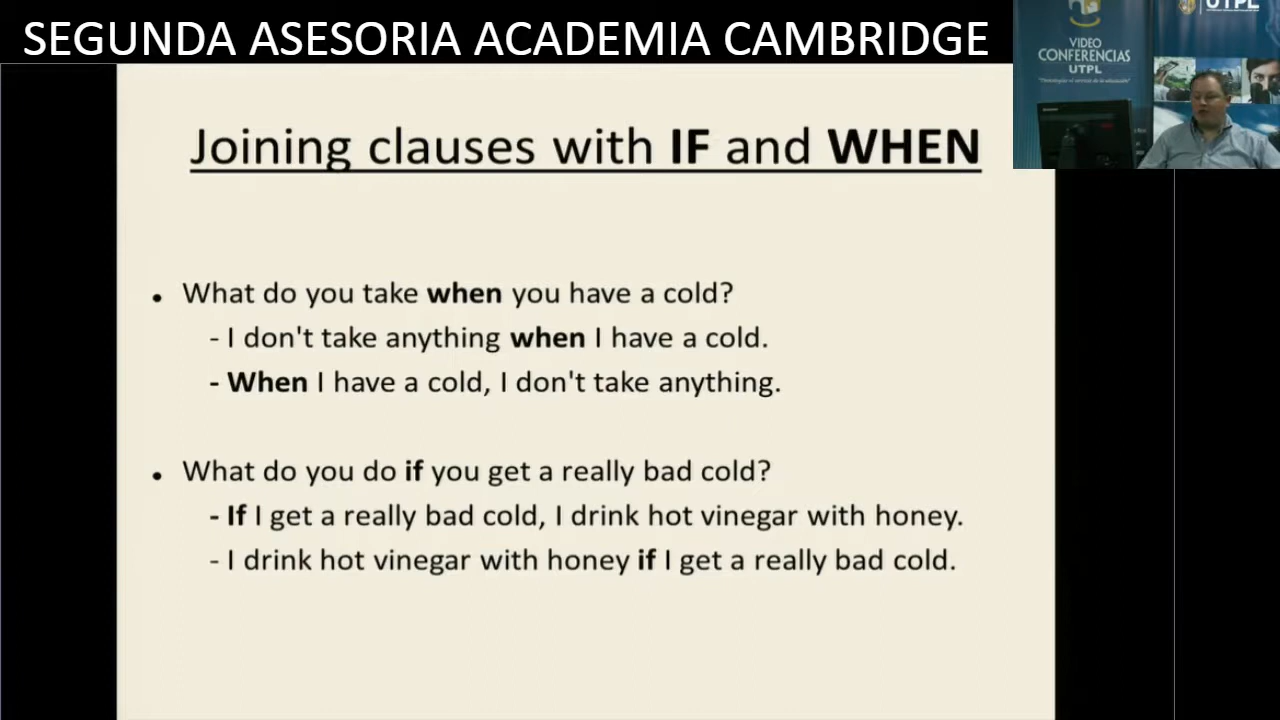 SEGUNDA ASESORIA ACADEMIA CAMBRIDGE
UTPL
VIDEO
CONFERENCIAS
UTPL
Joining clauses with IF and WHEN
• What do you take when you have a cold?
- I don't take anything when I have a cold.
- When I have a cold, I don't take anything.
• What do you do if you get a really bad cold?
- If I get a really bad cold, I drink hot vinegar with honey.
- I drink hot vinegar with honey if I get a really bad cold.